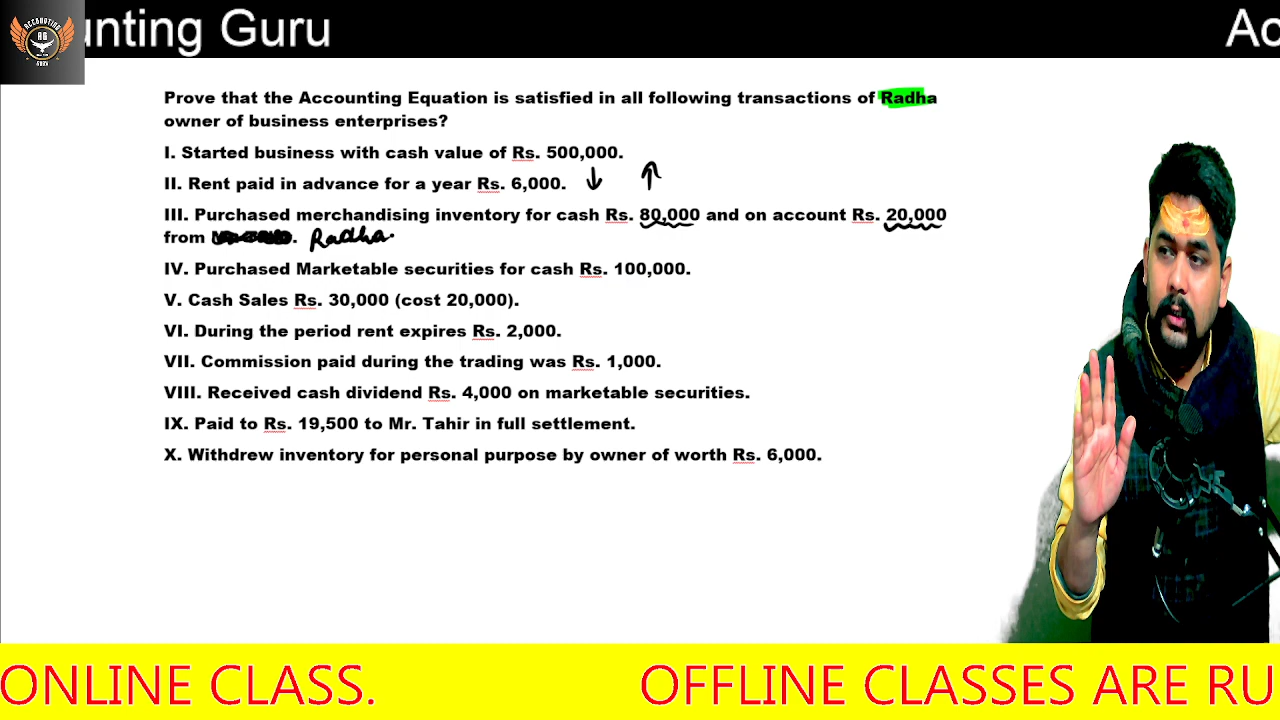 unting Guru
Ac
ACCOUNTING
AG
GURU
Prove that the Accounting Equation is satisfied in all following transactions of Radha
owner of business enterprises?
I. Started business with cash value of Rs. 500,000.
II. Rent paid in advance for a year Rs. 6,000.
III. Purchased merchandising inventory for cash Rs. 80,000 and on account Rs. 20,000
from . Radha.
IV. Purchased Marketable securities for cash Rs. 100,000.
V. Cash Sales Rs. 30,000 (cost 20,000).
VI. During the period rent expires Rs. 2,000.
VII. Commission paid during the trading was Rs. 1,000.
VIII. Received cash dividend Rs. 4,000 on marketable securities.
IX. Paid to Rs. 19,500 to Mr. Tahir in full settlement.
X. Withdrew inventory for personal purpose by owner of worth Rs. 6,000.
ONLINE CLASS. OFFLINE CLASSES ARE RU